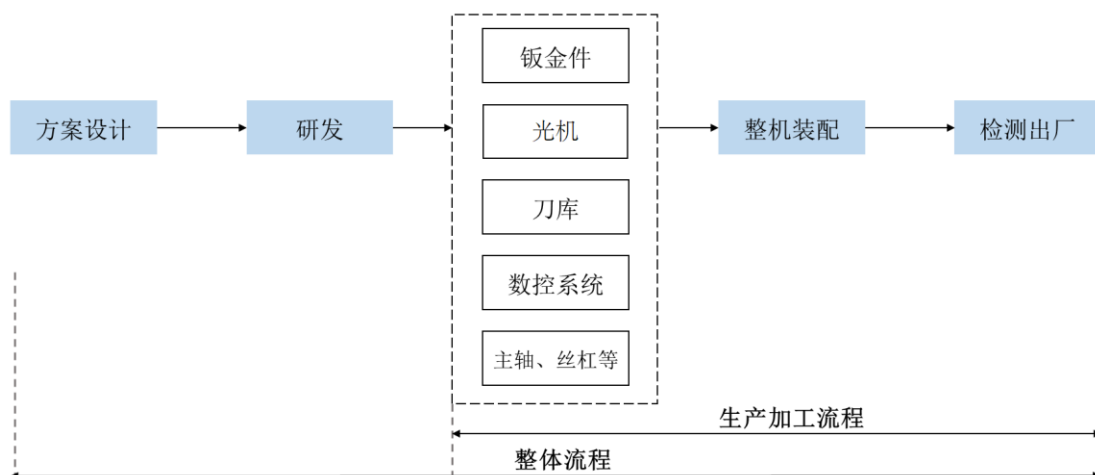 方案设计
研发
钣金件
光机
刀库
数控系统
主轴、丝杠等
整机装配
检测出厂
生产加工流程
整体流程